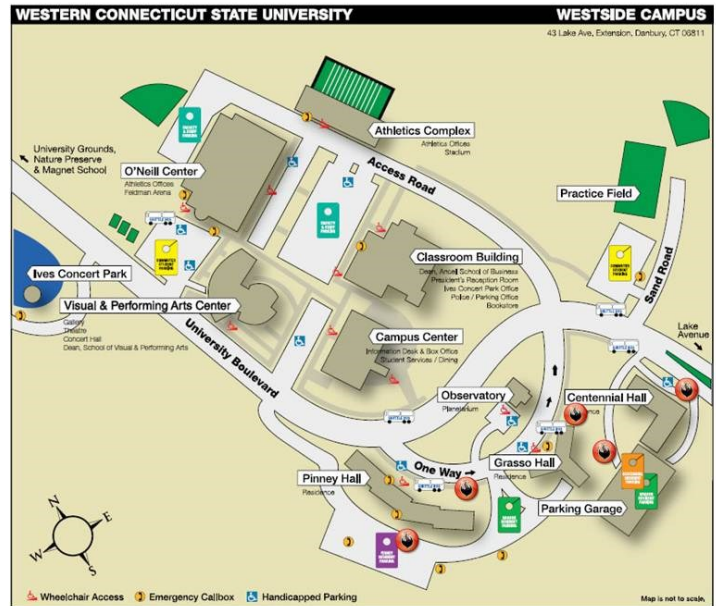 WESTERN CONNECTICUT STATE UNIVERSITY
WESTSIDE CAMPUS
43 Lake Ave, Extension, Danbury, CT 06811
University Grounds,
Nature Preserve
& Magnet School
O'Neill Center
Athletics Offices
Feldman Arena
Athletics Complex
Athletics Offices
Stadium
Access Road
Practice Field
Sand Road
Classroom Building
Dean, Ancell School of Business
President's Reception Room
Ives Concert Park Office
Police / Parking Office
Bookstore
Ives Concert Park
Visual & Performing Arts Center
Gallery
Theatre
Concert Hall
Dean, School of Visual & Performing Arts
University Boulevard
Campus Center
Information Desk & Box Office
Student Services / Dining
Lake
Avenue
Observatory
Planetarium
Centennial Hall
One Way
Grasso Hall
Residence
Pinney Hall
Residence
Parking Garage
N
E
W
S
Wheelchair Access
Emergency Callbox
Handicapped Parking
Map is not to scale.